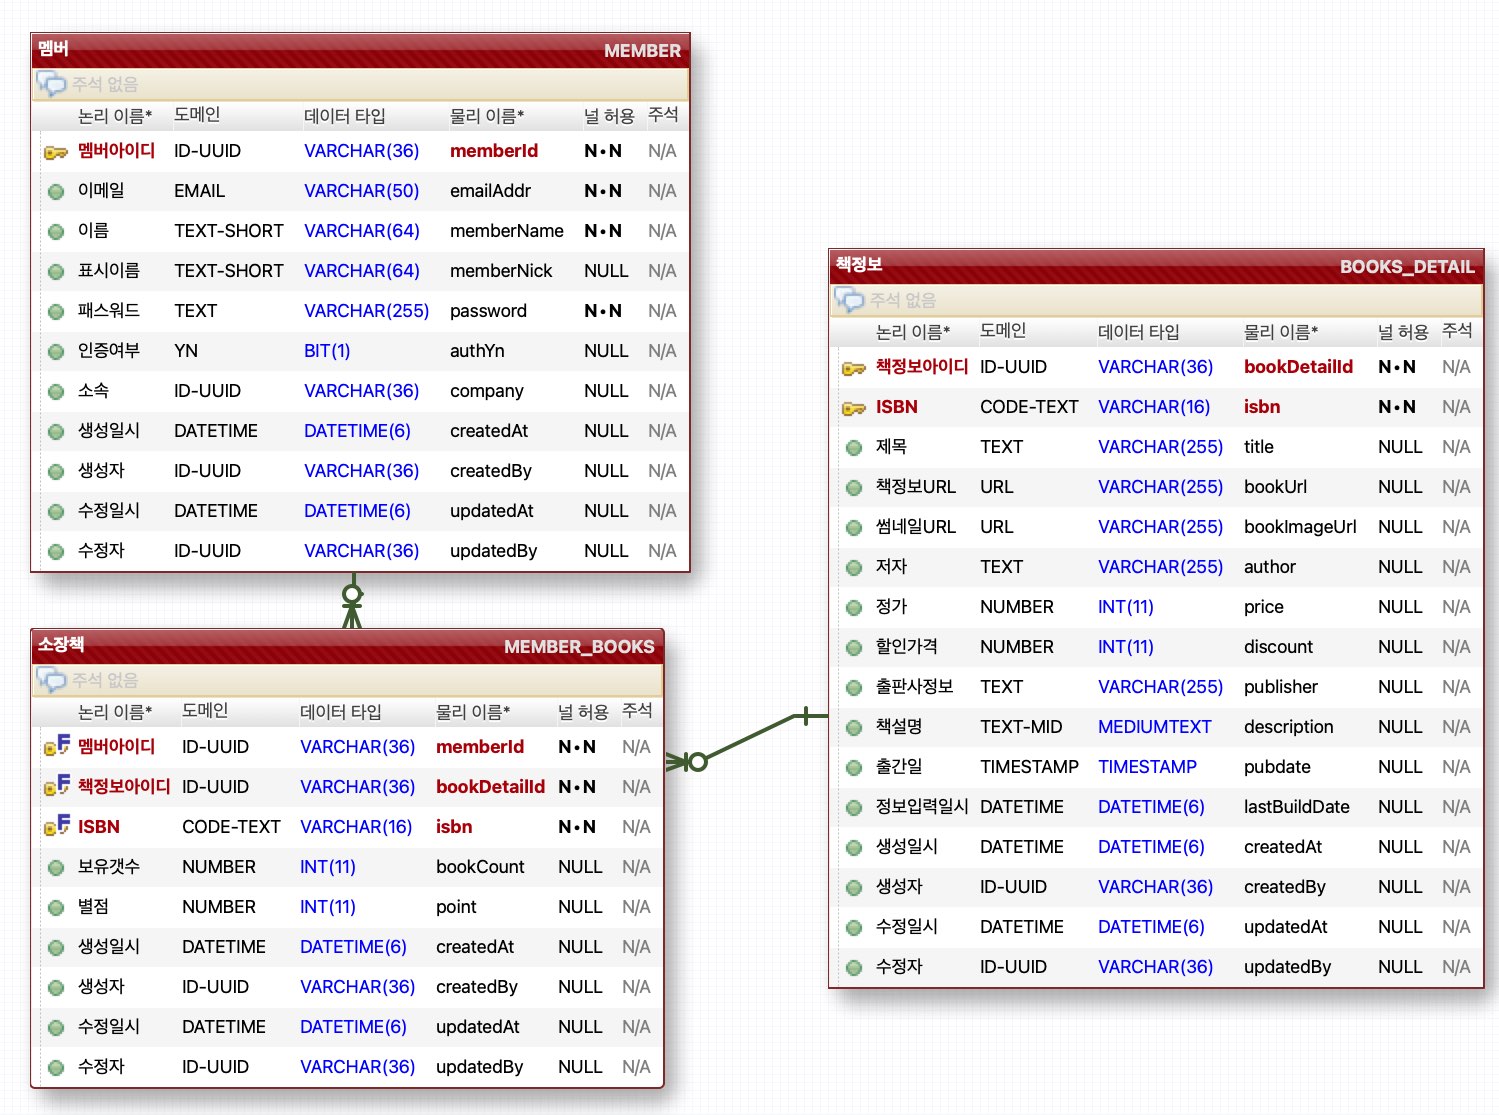 멤버 MEMBER
주석 없음
논리 이름* 도메인 데이터 타입 물리 이름* 널 허용 주석
멤버아이디 ID-UUID VARCHAR(36) memberId N•N N/A
이메일 EMAIL VARCHAR(50) emailAddr N•N N/A
이름 TEXT-SHORT VARCHAR(64) memberName N•N N/A
표시이름 TEXT-SHORT VARCHAR(64) memberNick NULL N/A
패스워드 TEXT VARCHAR(255) password N•N N/A
인증여부 YN BIT(1) authYn NULL N/A
소속 ID-UUID VARCHAR(36) company NULL N/A
생성일시 DATETIME DATETIME(6) createdAt NULL N/A
생성자 ID-UUID VARCHAR(36) createdBy NULL N/A
수정일시 DATETIME DATETIME(6) updatedAt NULL N/A
수정자 ID-UUID VARCHAR(36) updatedBy NULL N/A
소장책 MEMBER_BOOKS
주석 없음
논리 이름* 도메인 데이터 타입 물리 이름* 널 허용 주석
F 멤버아이디 ID-UUID VARCHAR(36) memberId N•N N/A
F 책정보아이디 ID-UUID VARCHAR(36) bookDetailId N•N N/A
F ISBN CODE-TEXT VARCHAR(16) isbn N•N N/A
보유갯수 NUMBER INT(11) bookCount NULL N/A
별점 NUMBER INT(11) point NULL N/A
생성일시 DATETIME DATETIME(6) createdAt NULL N/A
생성자 ID-UUID VARCHAR(36) createdBy NULL N/A
수정일시 DATETIME DATETIME(6) updatedAt NULL N/A
수정자 ID-UUID VARCHAR(36) updatedBy NULL N/A
책정보 BOOKS_DETAIL
주석 없음
논리 이름* 도메인 데이터 타입 물리 이름* 널 허용 주석
책정보아이디 ID-UUID VARCHAR(36) bookDetailId N•N N/A
ISBN CODE-TEXT VARCHAR(16) isbn N•N N/A
제목 TEXT VARCHAR(255) title NULL N/A
책정보URL URL VARCHAR(255) bookUrl NULL N/A
썸네일URL URL VARCHAR(255) bookImageUrl NULL N/A
저자 TEXT VARCHAR(255) author NULL N/A
정가 NUMBER INT(11) price NULL N/A
할인가격 NUMBER INT(11) discount NULL N/A
출판사정보 TEXT VARCHAR(255) publisher NULL N/A
책설명 TEXT-MID MEDIUMTEXT description NULL N/A
출간일 TIMESTAMP TIMESTAMP pubdate NULL N/A
정보입력일시 DATETIME DATETIME(6) lastBuildDate NULL N/A
생성일시 DATETIME DATETIME(6) createdAt NULL N/A
생성자 ID-UUID VARCHAR(36) createdBy NULL N/A
수정일시 DATETIME DATETIME(6) updatedAt NULL N/A
수정자 ID-UUID VARCHAR(36) updatedBy NULL N/A